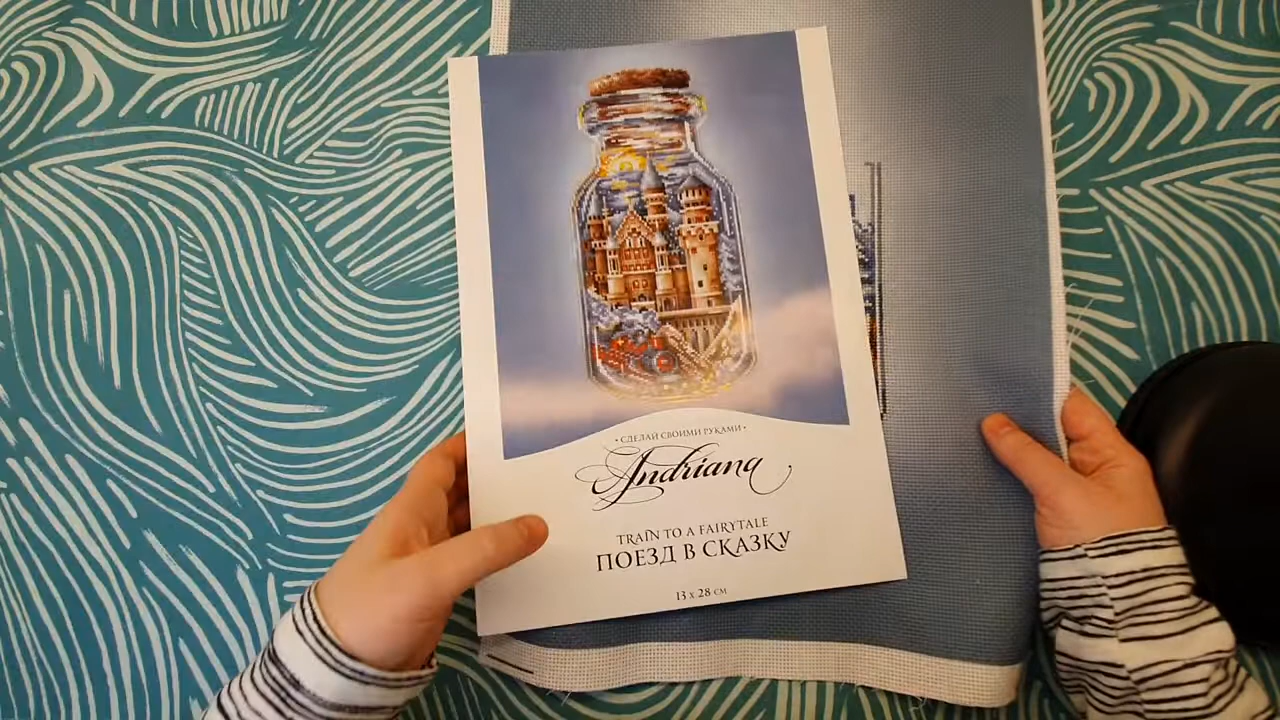 • СДЕЛАЙ СВОИМИ РУКАМИ •
Andriana
TRAIN TO A FAIRYTALE
ПОЕЗД В СКАЗКУ
13 x 28 см